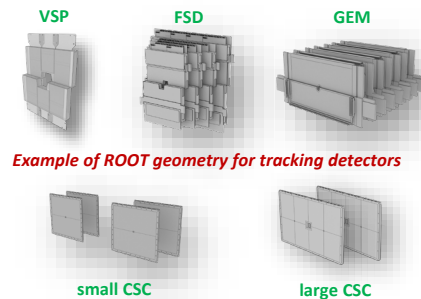 VSP FSD GEM
Example of ROOT geometry for tracking detectors
small CSC large CSC